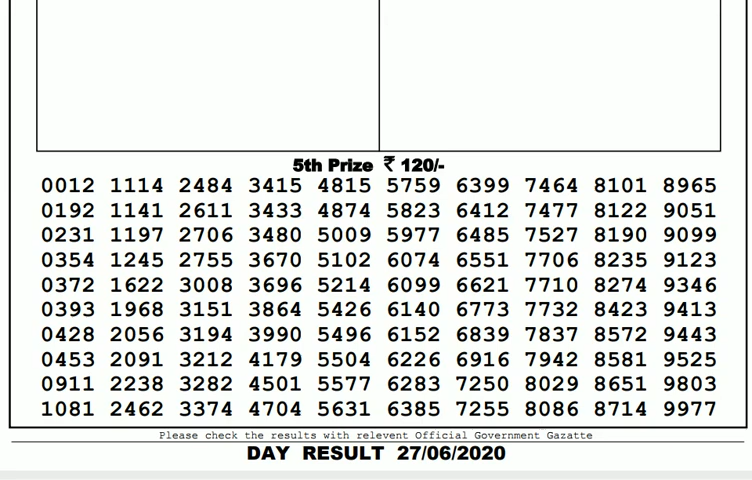 5th Prize ₹ 120/-
0012 1114 2484 3415 4815 5759 6399 7464 8101 8965
0192 1141 2611 3433 4874 5823 6412 7477 8122 9051
0231 1197 2706 3480 5009 5977 6485 7527 8190 9099
0354 1245 2755 3670 5102 6074 6551 7706 8235 9123
0372 1622 3008 3696 5214 6099 6621 7710 8274 9346
0393 1968 3151 3864 5426 6140 6773 7732 8423 9413
0428 2056 3194 3990 5496 6152 6839 7837 8572 9443
0453 2091 3212 4179 5504 6226 6916 7942 8581 9525
0911 2238 3282 4501 5577 6283 7250 8029 8651 9803
1081 2462 3374 4704 5631 6385 7255 8086 8714 9977
Please check the results with relevent Official Government Gazatte
DAY RESULT 27/06/2020